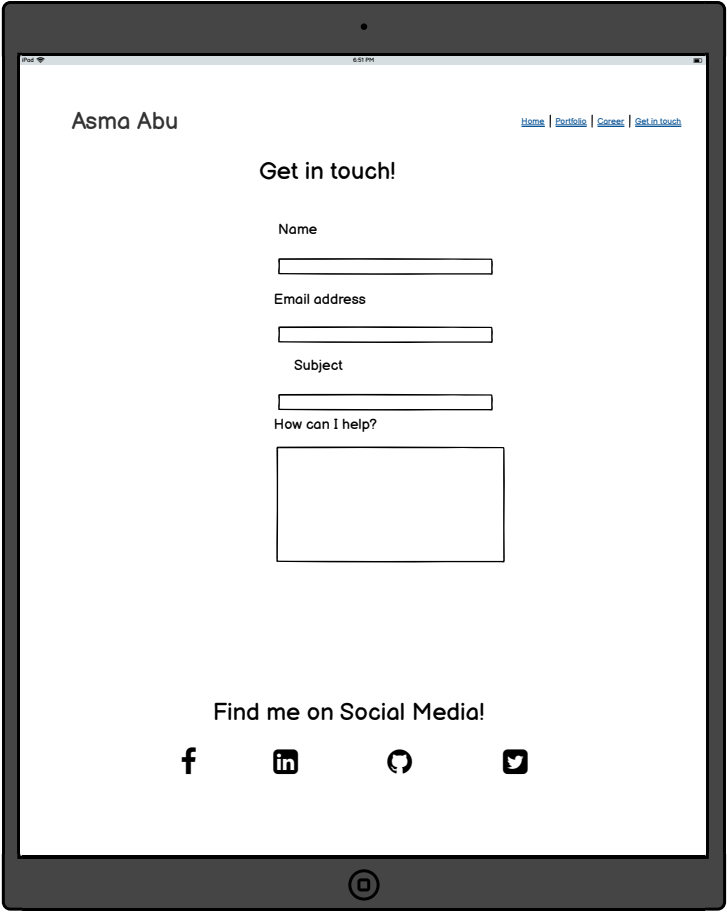 iPad 6:51 PM
Asma Abu
Home | Portfolio | Career | Get in touch
Get in touch!
Name
Email address
Subject
How can I help?
Find me on Social Media!
f in